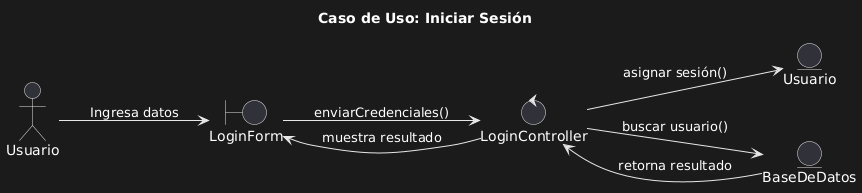 Caso de Uso: Iniciar Sesión
asignar sesión()
Usuario
Ingresa datos
enviarCredenciales()
buscar usuario()
Usuario
LoginForm
muestra resultado
LoginController
retorna resultado
BaseDeDatos